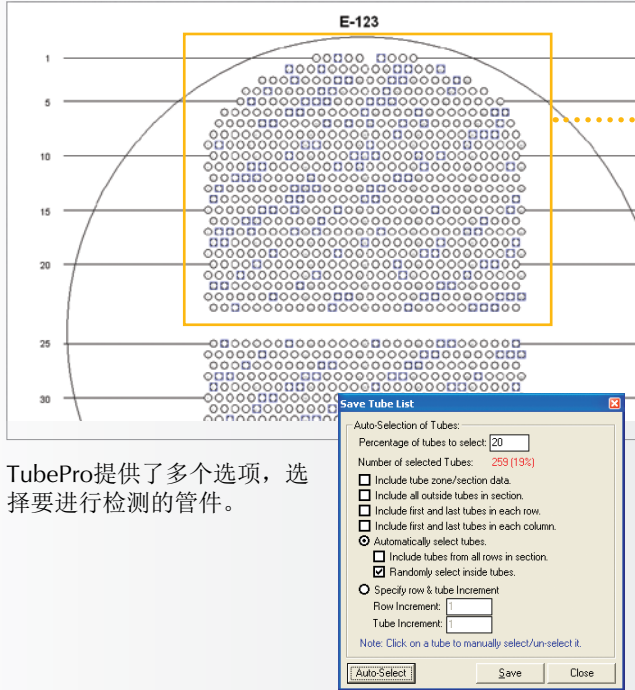 E-123
1
5
10
15
20
25
30
Save Tube List
Auto-Selection of Tubes:
Percentage of tubes to select: 20
Number of selected Tubes: 259 (19%)
Include tube zone/section data.
Include all outside tubes in section.
Include first and last tubes in each row.
Include first and last tubes in each column.
Automatically select tubes.
Include tubes from all rows in section.
Randomly select inside tubes.
Specify row & tube Increment
Row Increment: 1
Tube Increment: 1
Note: Click on a tube to manually select/un-select it.
Auto-Select Save Close
TubePro提供了多个选项，选
择要进行检测的管件。